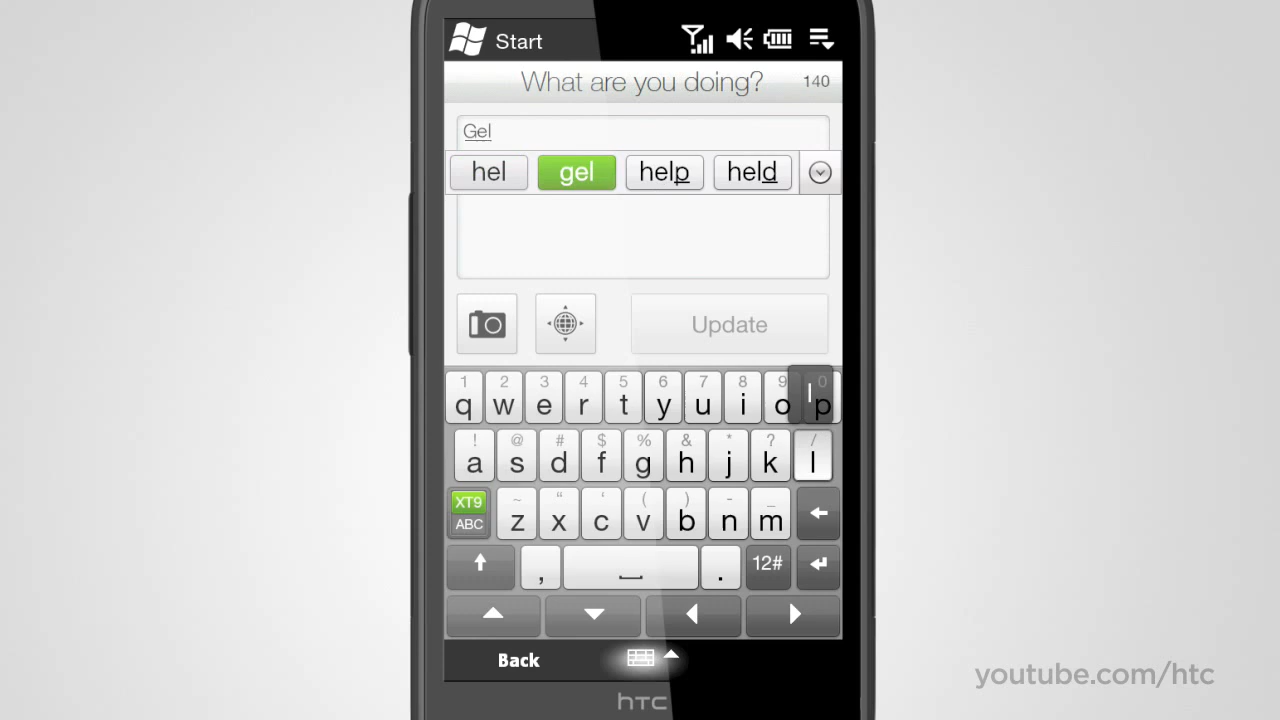 Start
What are you doing? 140
Gel
hel gel help held
Update
1 2 3 4 5 6 7 8 9 0
q w e r t y u i o p
l
! @ # $ % & * ? /
a s d f g h j k l
XT9 ~ “ ‘ ( ) - _
ABC z x c v b n m
, . 12#
Back
hTC
youtube.com/htc